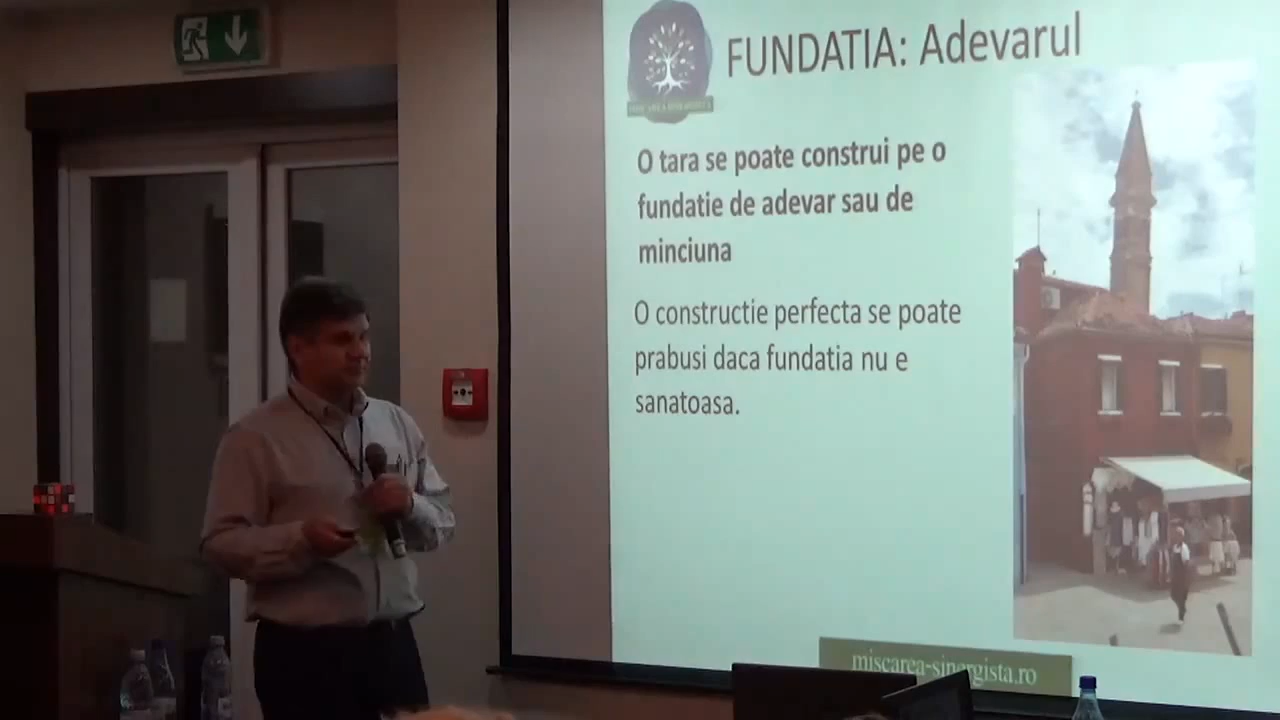 FUNDATIA: Adevarul
O tara se poate construi pe o
fundatie de adevar sau de
minciuna
O constructie perfecta se poate
prabusi daca fundatia nu e
sanatoasa.
miscarea-sinergista.ro